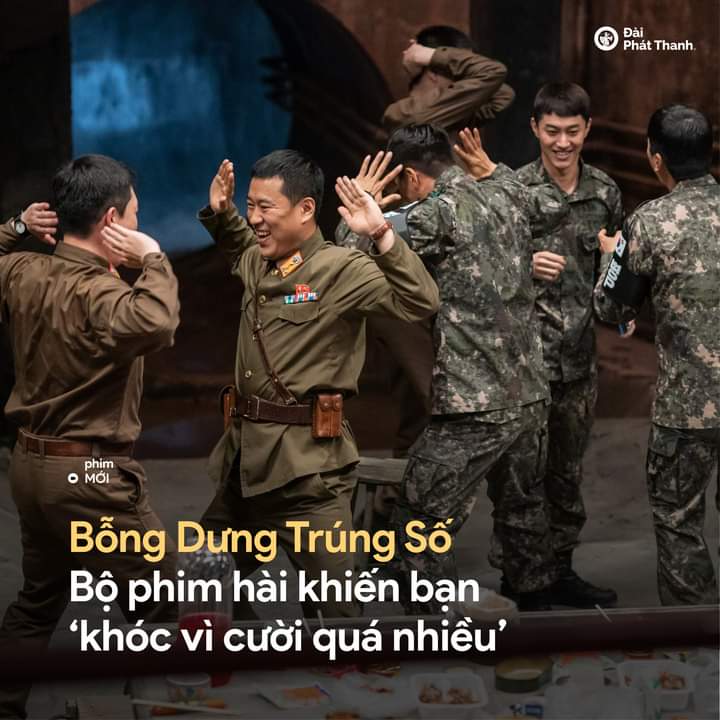 Đài
Phát Thanh.
phim
MỚI
Bỗng Dưng Trúng Số
Bộ phim hài khiến bạn
‘khóc vì cười quá nhiều’